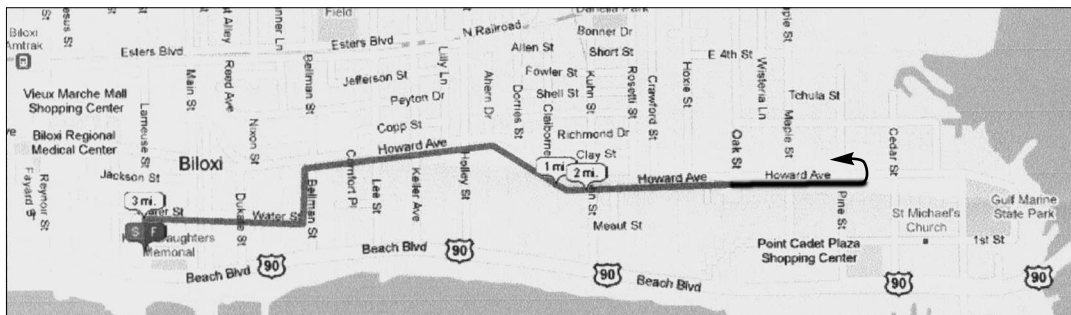 Biloxi
Amtrak
Esters Blvd
Vieux Marche Mall
Shopping Center
Biloxi Regional
Medical Center
Lameuse St
Main St
Reed Ave
Nixon St
Biloxi
Jackson St
Reynoir St
3 mi.
S F
Memorial
Dukate St
Water St
Bellman St
Bellman St
Field
Esters Blvd
Jefferson St
Peyton Dr
Copp St
Howard Ave
Comfort Pl
Lee St
Keller Ave
Holley St
Lilly Ln
N Railroad
Ahern Dr
Dorries St
Allen St
Fowler St
Shell St
Claiborne
Bonner Dr
Short St
Kuhn St
Rosetti St
Crawford St
Hoxie St
Richmond Dr
Clay St
1 mi.
2 mi.
Meaut St
Howard Ave
E 4th St
Oak St
Wisteria Ln
Maple St
Tchula St
Howard Ave
Pine St
Cedar St
St Michael's
Church
Gulf Marine
State Park
1st St
Point Cadet Plaza
Shopping Center
Beach Blvd
Beach Blvd
Beach Blvd
90
90
90
90
90